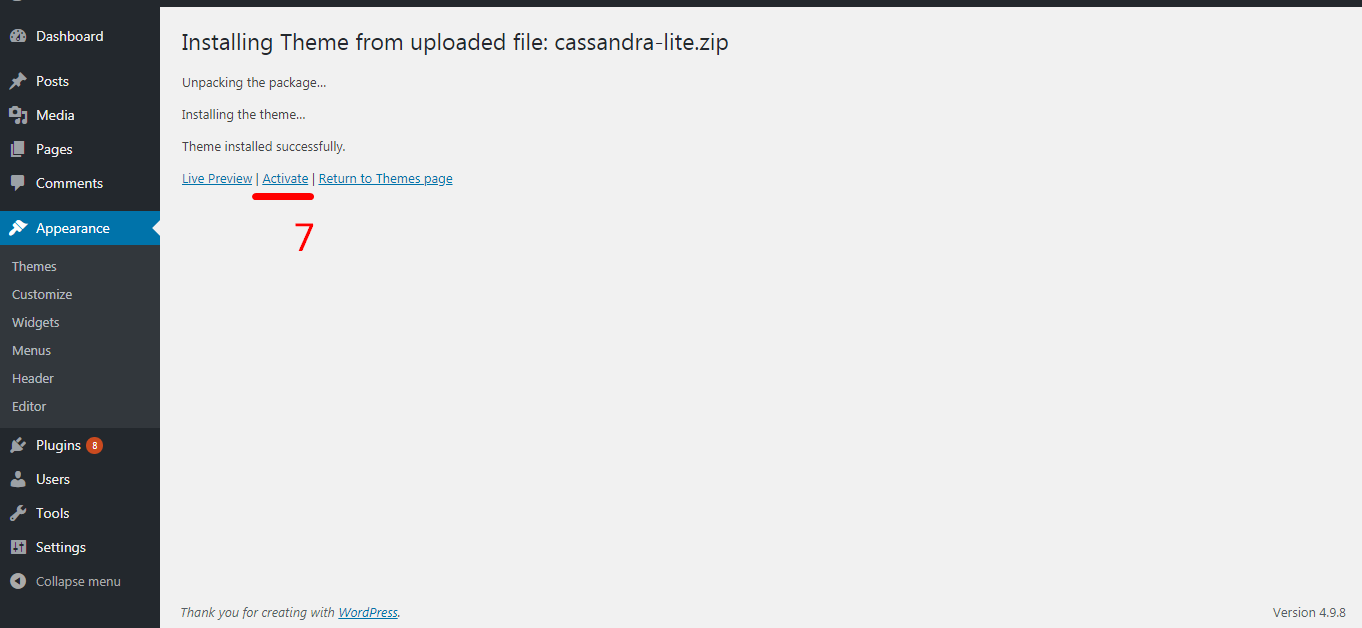 Dashboard
Posts
Media
Pages
Comments
Appearance
Themes
Customize
Widgets
Menus
Header
Editor
Plugins 8
Users
Tools
Settings
Collapse menu
Installing Theme from uploaded file: cassandra-lite.zip
Unpacking the package...
Installing the theme...
Theme installed successfully.
Live Preview | Activate | Return to Themes page
7
Thank you for creating with WordPress.
Version 4.9.8